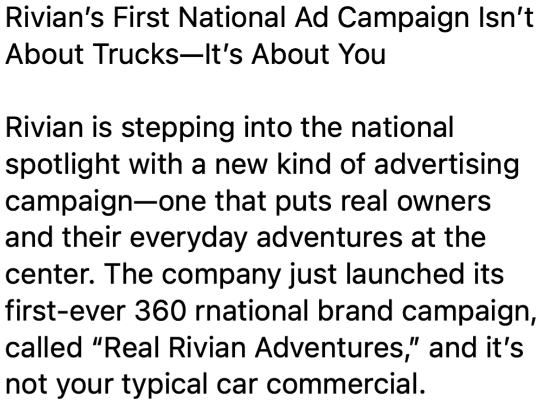 Rivian’s First National Ad Campaign Isn’t
About Trucks—It’s About You
Rivian is stepping into the national
spotlight with a new kind of advertising
campaign—one that puts real owners
and their everyday adventures at the
center. The company just launched its
first-ever 360 rnational brand campaign,
called “Real Rivian Adventures,” and it’s
not your typical car commercial.